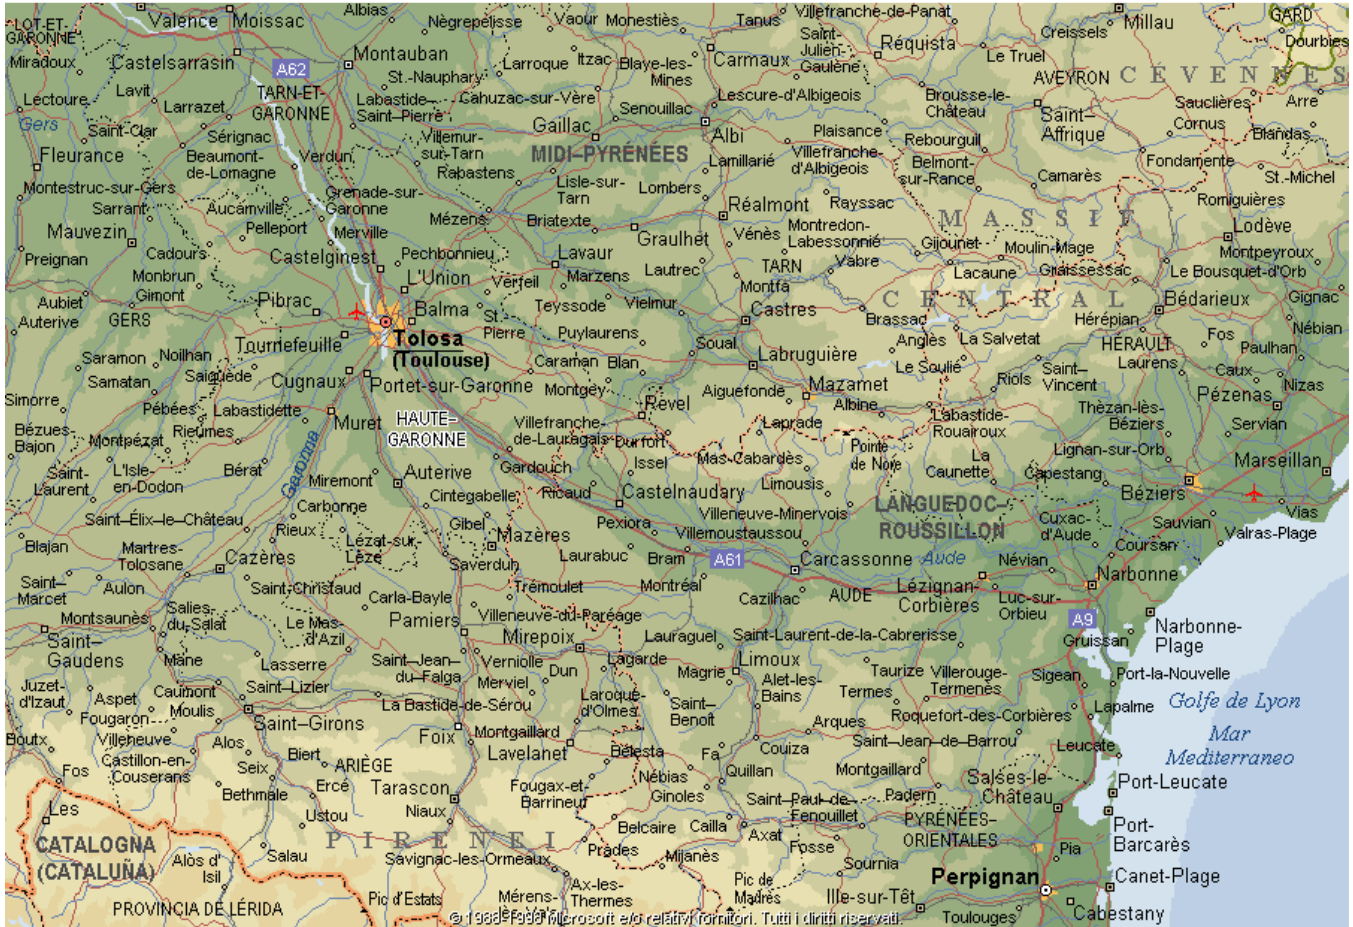 Valence
Moissac
Albias
Nègrepelisse
Vaour
Monestiès
Tanus
Villefranche-de-Panat
Millau
GARD
LOT-ET-
GARONNE
Miradoux
Castelsarrasin
Montauban
Larroque
Itzac
Blaye-les-
Mines
Carmaux
Saint-
Julien-
Gaulène
Réquista
Creissels
Le Truel
Dourbies
A62
St.-Nauphary
AVEYRON
CEVENNES
Lectoure
Lavit
Larrazet
TARN-ET-
GARONNE
Labastide-
Saint-Pierre
Cahuzac-sur-Vère
Senouillac
Lescure-d'Albigeois
Brousse-le-
Château
Saint-
Affrique
Sauclières
Arre
Gers
Saint-Clar
Sérignac
Villemur-
sur-Tarn
Gaillac
Albi
Plaisance
Rebourguil
Cornus
Blandas
Fleurance
Beaumont-
de-Lomagne
Verdun
Rabastens
MIDI-PYRÉNÉES
Lamillarié
Villefranche-
d'Albigeois
Belmont-
sur-Rance
Fondamente
Montestruc-sur-Gers
Grenade-sur-
Garonne
Lisle-sur-
Tarn
Lombers
Camarès
St.-Michel
Sarrant
Aucamville
Mézens
Briatexte
Réalmont
Rayssac
Romiguières
MASSIF
Mauvezin
Pelleport
Merville
Graulhet
Vénès
Montredon-
Labessonnié
Gijounet
Moulin-Mage
Lodève
Preignan
Cadours
Castelginest
Pechbonnieu
Lavaur
Lautrec
TARN
Vabre
Lacaune
Graissessac
Montpeyroux
Monbrun
L'Union
Verfeil
Marzens
Montfa
Le Bousquet-d'Orb
Aubiet
Gimont
Pibrac
Balma
Teyssode
Vielmur
Castres
CENTRAL
Bédarieux
Gignac
Auterive
GERS
St.-
Pierre
Puylaurens
Brassac
Hérépian
Nébian
Tournefeuille
Tolosa
(Toulouse)
Soual
Anglès
La Salvetat
HÉRAULT
Fos
Paulhan
Saramon
Noilhan
Caraman
Blan
Labruguière
Le Soulié
Saint-
Vincent
Laurens
Caux
Samatan
Saiguède
Cugnaux
Portet-sur-Garonne
Montgey
Aiguefonde
Mazamet
Riols
Pézenas
Nizas
Simorre
Pébées
Labastidette
Muret
HAUTE-
GARONNE
Revel
Albine
Labastide-
Rouairoux
Thézan-lès-
Béziers
Servian
Bézues-
Bajon
Montpézat
Rieumes
Villefranche-
de-Lauragais
Durfort
Laprade
Pointe
de Nore
Lignan-sur-Orb
Saint-
Laurent
L'Isle-
en-Dodon
Bérat
Garonna
Miremont
Auterive
Gardouch
Issel
Mas-Cabardès
La
Caunette
Capestang
Marseillan
Cintegabelle
Ricaud
Castelnaudary
Limousis
Béziers
Carbonne
Villeneuve-Minervois
LANGUEDOC-
ROUSSILLON
Vias
Saint-Élix-le-Château
Rieux
Gibel
Pexiora
Villemoustaussou
Cuxac-
d'Aude
Sauvian
Valras-Plage
Blajan
Martres-
Tolosane
Cazères
Lézat-sur-
Lèze
Mazères
Saverdun
Laurabuc
Bram
A61
Carcassonne
Aude
Névian
Coursan
Saint-
Marcet
Aulon
Saint-Christaud
Carla-Bayle
Trémoulet
Montréal
Cazilhac
AUDE
Lézignan-
Corbières
Luc-sur-
Orbieu
Narbonne
Montsaunès
Salies-
du-Salat
Le Mas-
d'Azil
Pamiers
Villeneuve-du-Paréage
A9
Saint-
Gaudens
Mirepoix
Lauraguel
Saint-Laurent-de-la-Cabrerisse
Gruissan
Narbonne-
Plage
Mane
Lasserre
Saint-Jean-
du-Falga
Verniolle
Dun
Lagarde
Magrie
Limoux
Taurize
Villerouge-
Termenès
Sigean
Port-la-Nouvelle
Juzet-
d'Izaut
Aspet
Caumont
Saint-Lizier
Merviel
Laroque-
d'Olmes
Alet-les-
Bains
Termes
Golfe de Lyon
Fougaron
Moulis
Saint-Girons
La Bastide-de-Sérou
Saint-
Benoît
Arques
Roquefort-des-Corbières
Lapalme
Boutx
Villeneuve
Alos
Biert
Foix
Montgaillard
Lavelanet
Bélesta
Fa
Couiza
Saint-Jean-de-Barrou
Leucate
Mar
Mediterraneo
Fos
Castillon-en-
Couserans
Seix
ARIÈGE
Nébias
Quillan
Montgaillard
Salses-le-
Château
Port-Leucate
Les
Bethmale
Ercé
Tarascon
Fougax-et-
Barrineuf
Ginoles
Saint-Paul-de-
Fenouillet
Padern
Ustou
Niaux
Belcaire
Cailla
Axat
PYRÉNÉES-
ORIENTALES
Port-
Barcarès
CATALOGNA
(CATALUÑA)
PIRENEI
Salau
Savignac-les-Ormeaux
Prades
Mijanès
Fosse
Sournia
Pia
Alòs d'
Isil
Pic d'Estats
Mérens-
Ax-les-
Thermes
Pic de
Madrès
Ille-sur-Têt
Perpignan
Canet-Plage
PROVINCIA DE LÉRIDA
Toulouges
Cabestany
© 1988-1998 Microsoft e/o relativi fornitori. Tutti i diritti riservati.